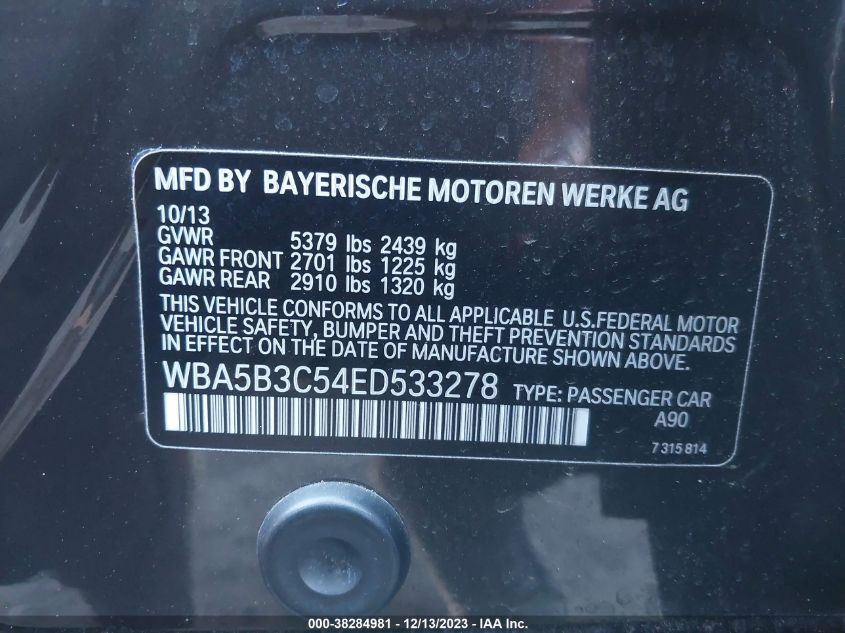 MFD BY BAYERISCHE MOTOREN WERKE AG
10/13
GVWR 5379 lbs 2439 kg
GAWR FRONT 2701 lbs 1225 kg
GAWR REAR 2910 lbs 1320 kg
THIS VEHICLE CONFORMS TO ALL APPLICABLE U.S.FEDERAL MOTOR
VEHICLE SAFETY, BUMPER AND THEFT PREVENTION STANDARDS
IN EFFECT ON THE DATE OF MANUFACTURE SHOWN ABOVE.
WBA5B3C54ED533278 TYPE: PASSENGER CAR
A90
7 315 814
000-38284981 - 12/13/2023 - IAA Inc.